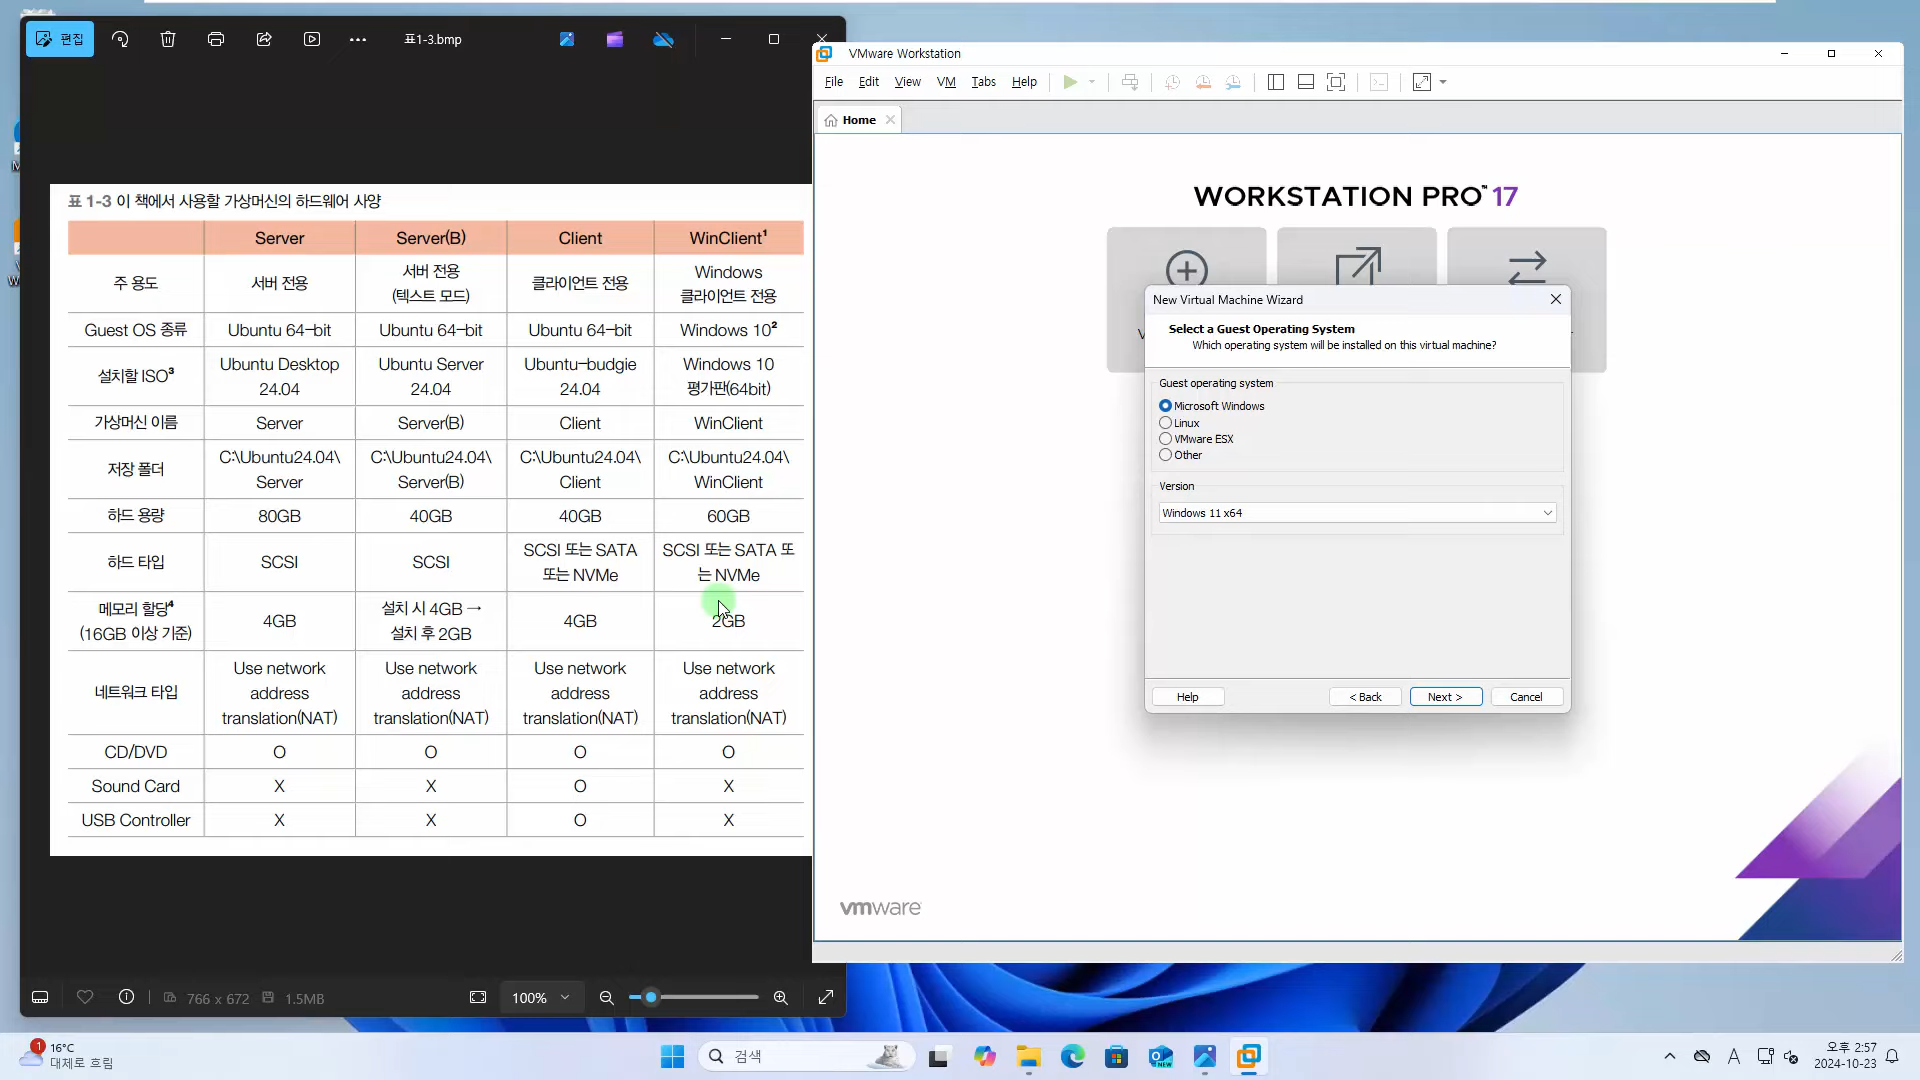 편집
표1-3.bmp
표 1-3 이 책에서 사용할 가상머신의 하드웨어 사양
Server Server(B) Client WinClient¹
주 용도 서버 전용 서버 전용 (텍스트 모드) 클라이언트 전용 Windows 클라이언트 전용
Guest OS 종류 Ubuntu 64-bit Ubuntu 64-bit Ubuntu 64-bit Windows 10²
설치할 ISO³ Ubuntu Desktop 24.04 Ubuntu Server 24.04 Ubuntu-budgie 24.04 Windows 10 평가판(64bit)
가상머신 이름 Server Server(B) Client WinClient
저장 폴더 C:\Ubuntu24.04\ Server C:\Ubuntu24.04\ Server(B) C:\Ubuntu24.04\ Client C:\Ubuntu24.04\ WinClient
하드 용량 80GB 40GB 40GB 60GB
하드 타입 SCSI SCSI SCSI 또는 SATA 또는 NVMe SCSI 또는 SATA 또는 NVMe
메모리 할당⁴ (16GB 이상 기준) 4GB 설치 시 4GB → 설치 후 2GB 4GB 2GB
네트워크 타입 Use network address translation(NAT) Use network address translation(NAT) Use network address translation(NAT) Use network address translation(NAT)
CD/DVD O O O O
Sound Card X X O X
USB Controller X X O X
766 x 672 1.5MB 100%
VMware Workstation
File Edit View VM Tabs Help
Home
WORKSTATION PRO™ 17
New Virtual Machine Wizard
Select a Guest Operating System
Which operating system will be installed on this virtual machine?
Guest operating system
Microsoft Windows
Linux
VMware ESX
Other
Version
Windows 11 x64
Help < Back Next > Cancel
vmware
1 16°C
대체로 흐림
검색
NEW
A
오후 2:57
2024-10-23